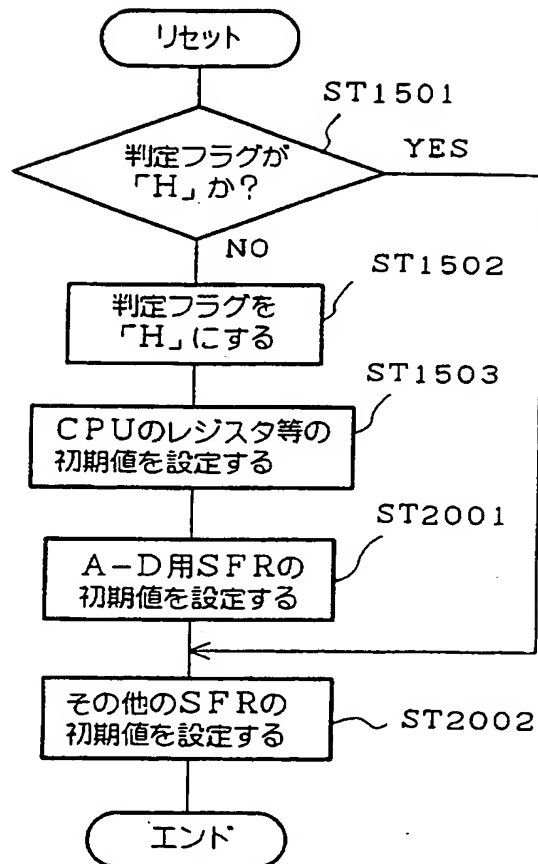 リセット
ST1501
判定フラグが
「H」か?
YES
NO
ST1502
判定フラグを
「H」にする
ST1503
CPUのレジスタ等の
初期値を設定する
ST2001
A-D用SFRの
初期値を設定する
その他のSFRの
初期値を設定する
ST2002
エンド